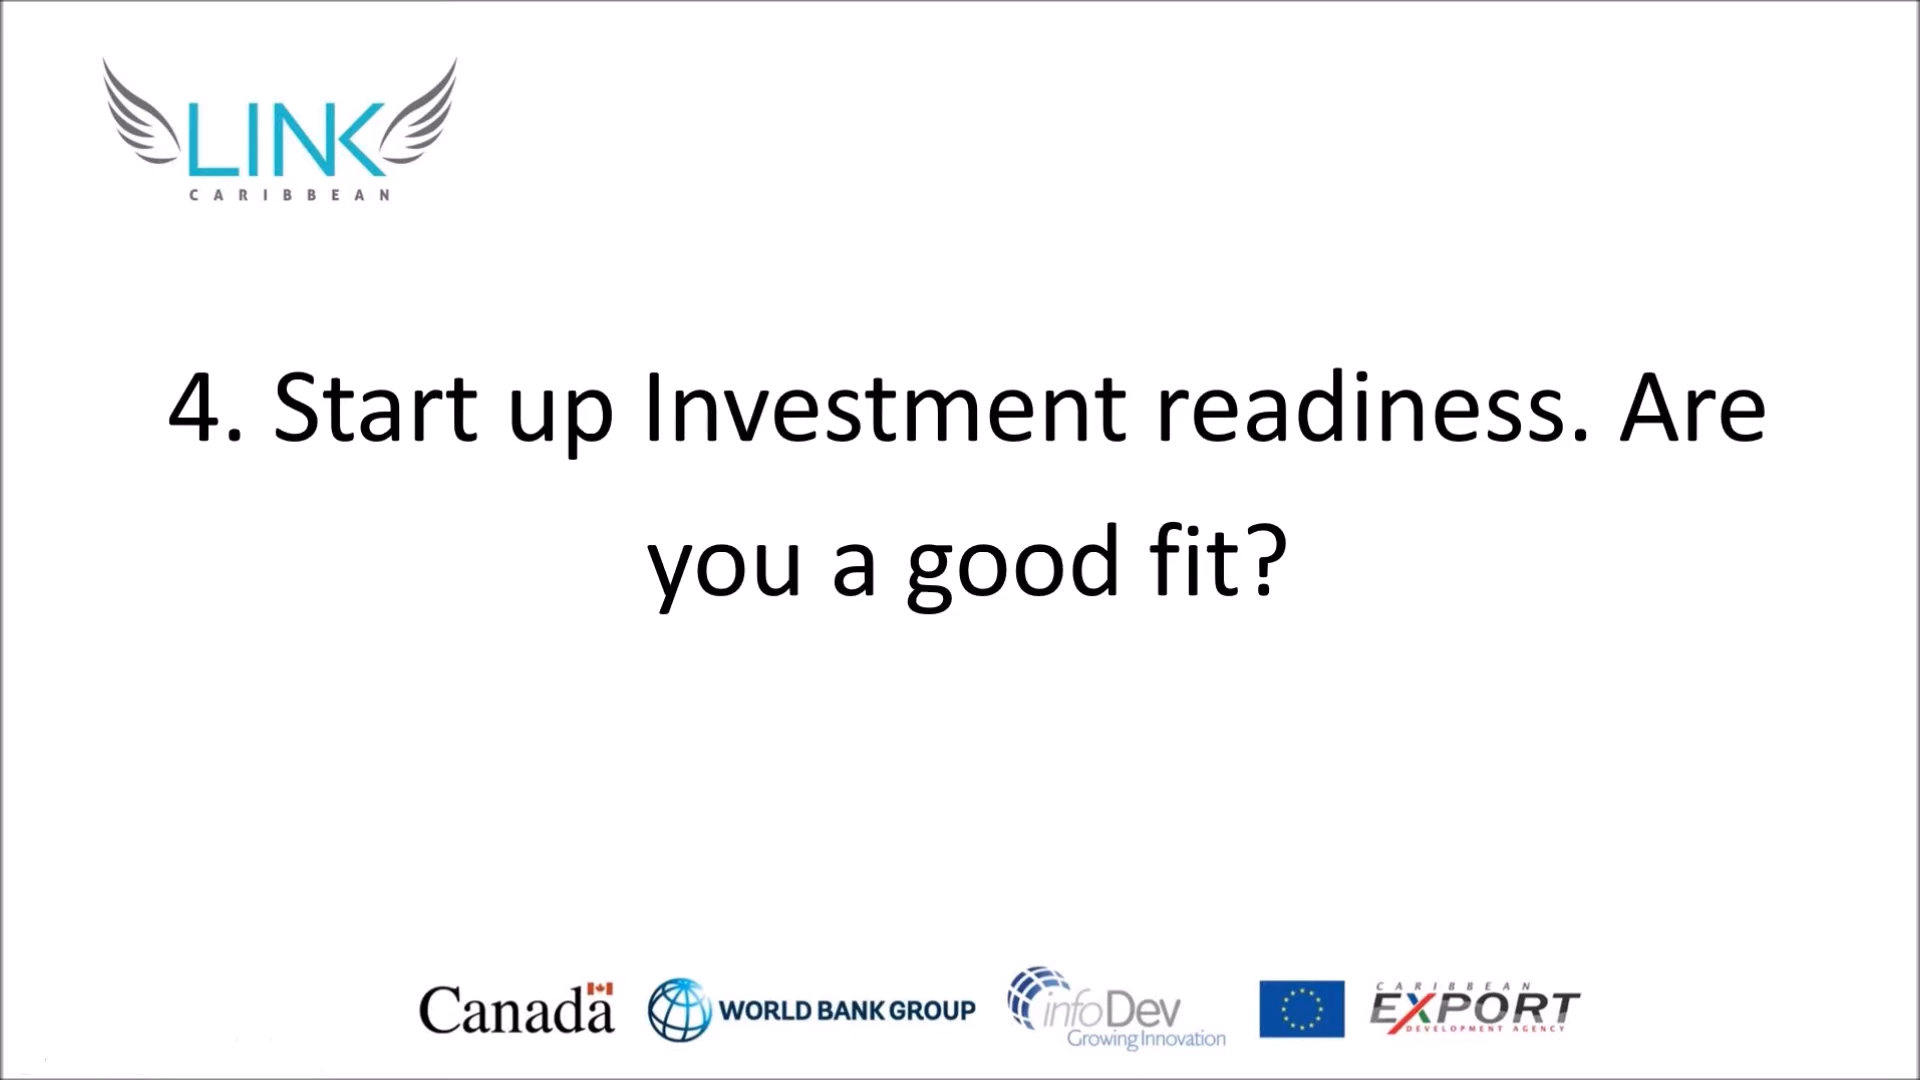 LINK
CARIBBEAN
4. Start up Investment readiness. Are
you a good fit?
Canada
WORLD BANK GROUP
infoDev
Growing Innovation
CARIBBEAN
EXPORT
DEVELOPMENT AGENCY